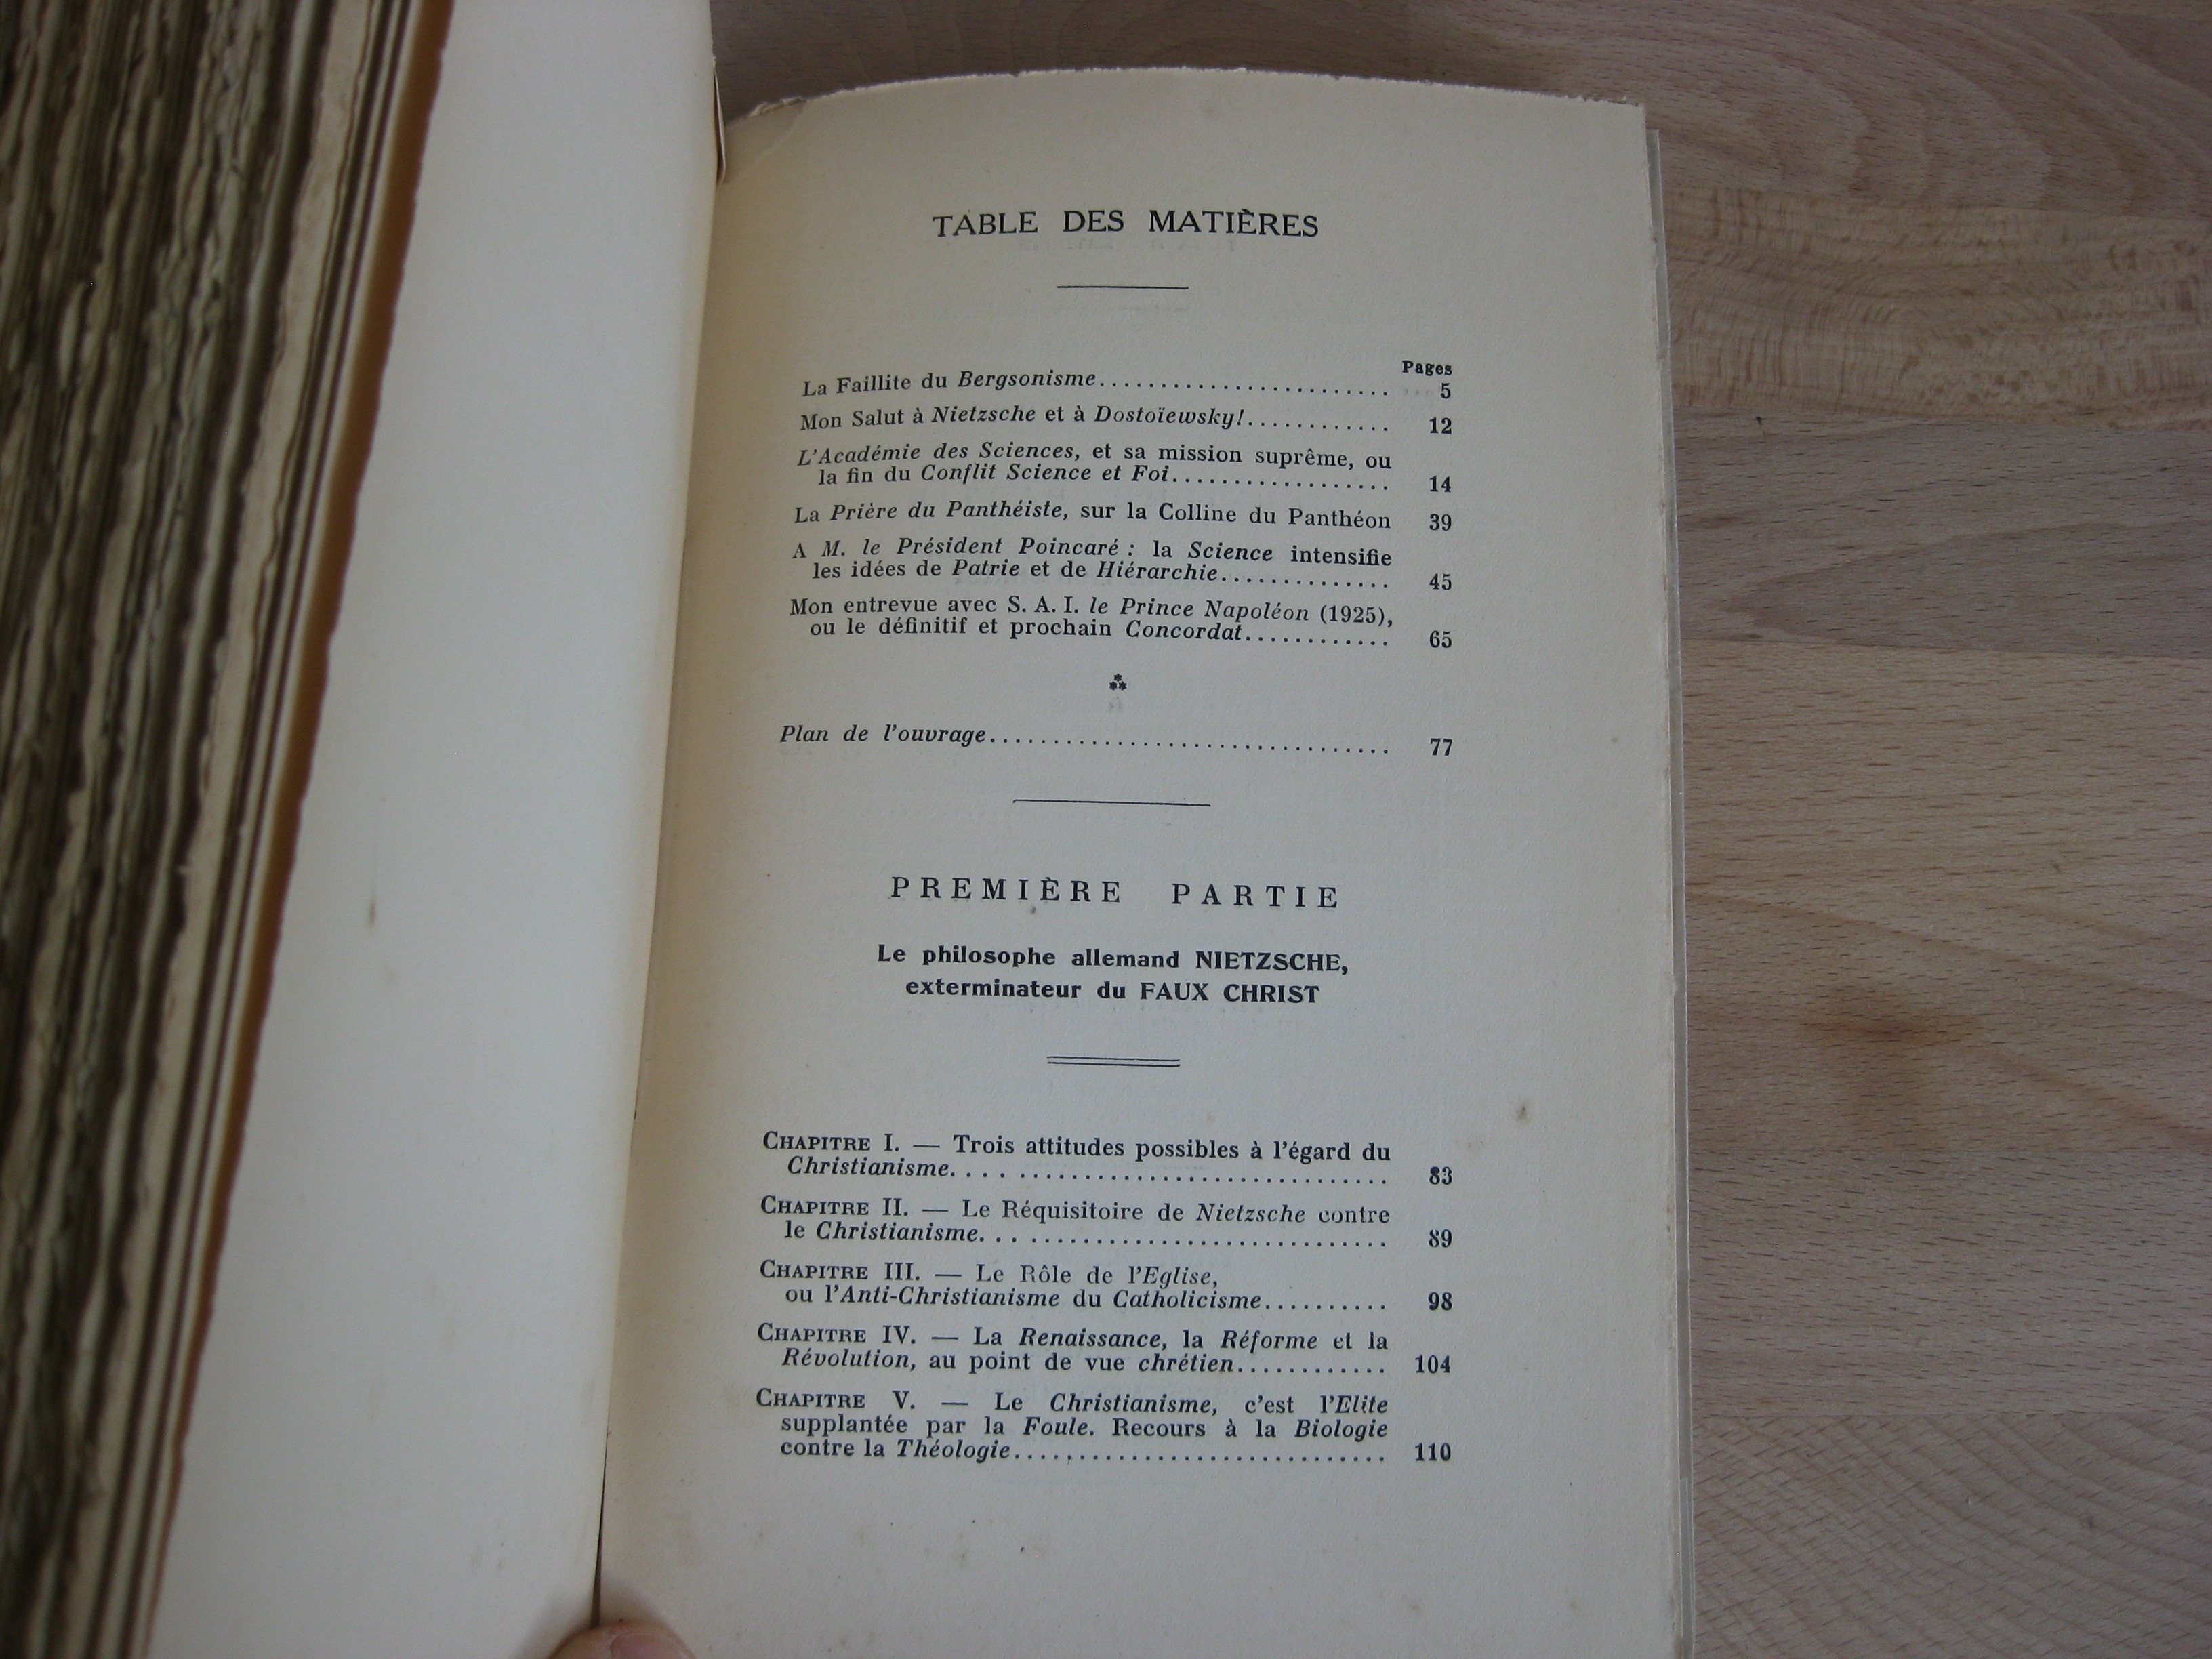 TABLE DES MATIÈRES
Pages
La Faillite du Bergsonisme......................... 5
Mon Salut à Nietzsche et à Dostoïewsky!............ 12
L'Académie des Sciences, et sa mission suprême, ou
la fin du Conflit Science et Foi.................. 14
La Prière du Panthéiste, sur la Colline du Panthéon 39
A M. le Président Poincaré : la Science intensifie
les idées de Patrie et de Hiérarchie.............. 45
Mon entrevue avec S. A. I. le Prince Napoléon (1925),
ou le définitif et prochain Concordat............ 65
⁂
Plan de l'ouvrage................................. 77
PREMIÈRE PARTIE
Le philosophe allemand NIETZSCHE,
exterminateur du FAUX CHRIST
CHAPITRE I. — Trois attitudes possibles à l'égard du
Christianisme.................................. 83
CHAPITRE II. — Le Réquisitoire de Nietzsche contre
le Christianisme................................ 89
CHAPITRE III. — Le Rôle de l'Eglise,
ou l'Anti-Christianisme du Catholicisme.......... 98
CHAPITRE IV. — La Renaissance, la Réforme et la
Révolution, au point de vue chrétien............ 104
CHAPITRE V. — Le Christianisme, c'est l'Elite
supplantée par la Foule. Recours à la Biologie
contre la Théologie.............................. 110